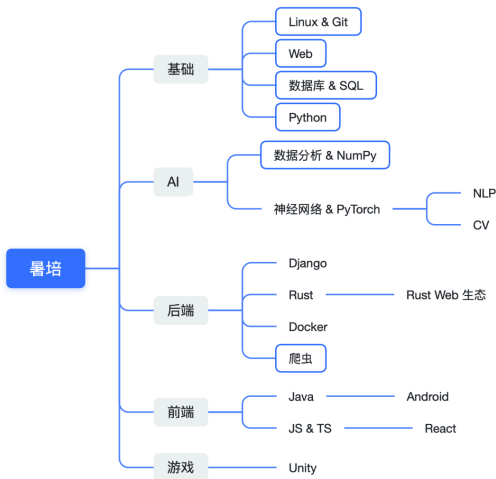 暑培
基础
Linux & Git
Web
数据库 & SQL
Python
AI
数据分析 & NumPy
神经网络 & PyTorch
NLP
CV
后端
Django
Rust
Rust Web 生态
Docker
爬虫
前端
Java
Android
JS & TS
React
游戏
Unity